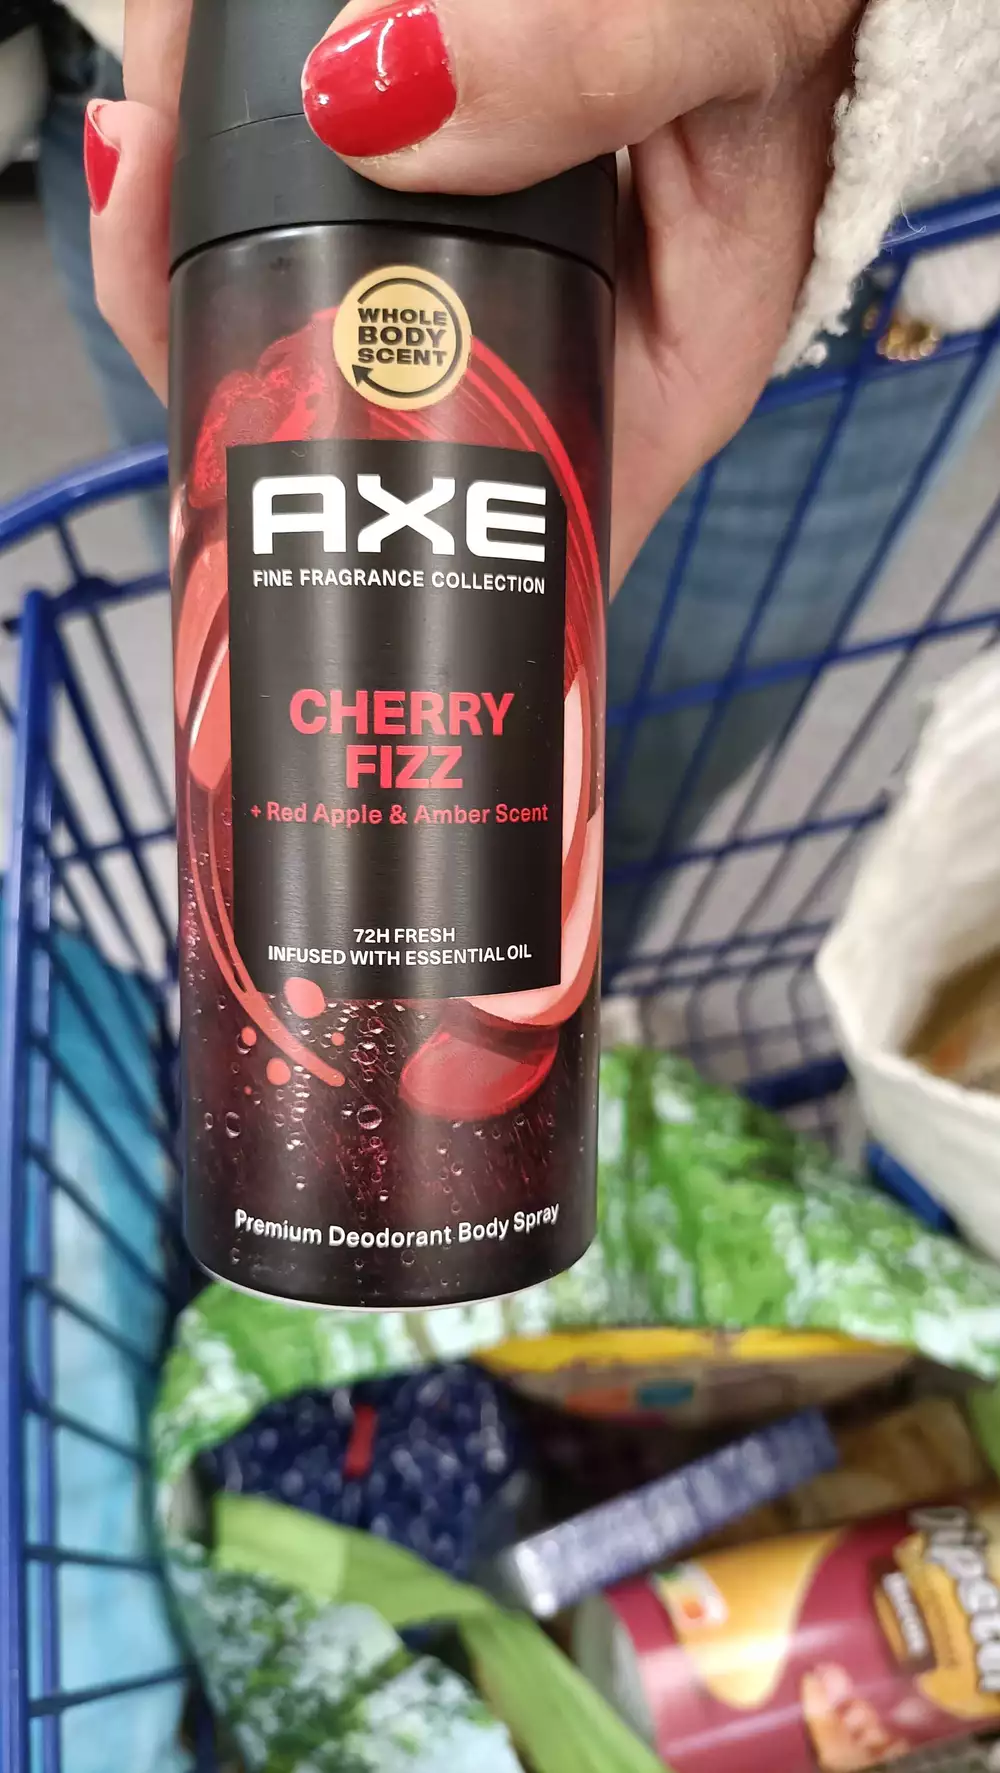 WHOLE
BODY
SCENT
AXE
FINE FRAGRANCE COLLECTION
CHERRY
FIZZ
+ Red Apple & Amber Scent
72H FRESH
INFUSED WITH ESSENTIAL OIL
Premium Deodorant Body Spray